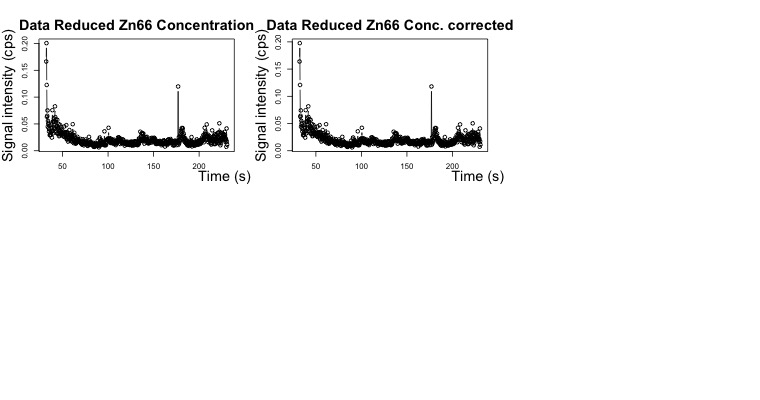 Data Reduced Zn66 Concentration
Signal intensity (cps)
0.00 0.05 0.10 0.15 0.20
50 100 150 200
Time (s)
Data Reduced Zn66 Conc. corrected
Signal intensity (cps)
0.00 0.05 0.10 0.15 0.20
50 100 150 200
Time (s)